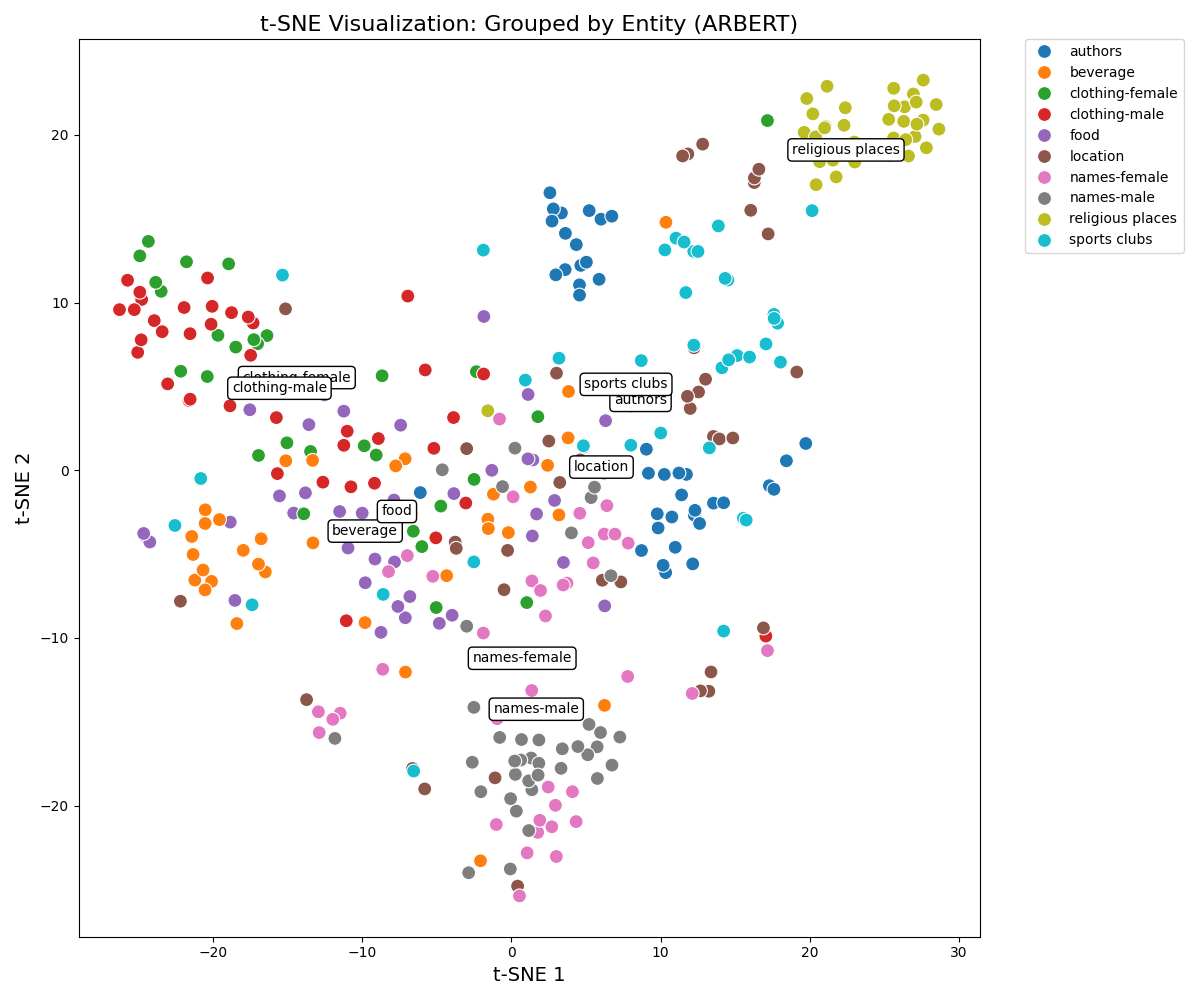 t-SNE Visualization: Grouped by Entity (ARBERT)
authors
beverage
clothing-female
clothing-male
food
location
names-female
names-male
religious places
sports clubs
religious places
clothing-female
clothing-male
sports clubs
authors
location
food
beverage
names-female
names-male
20
10
0
−10
−20
t-SNE 2
−20
−10
0
10
20
30
t-SNE 1